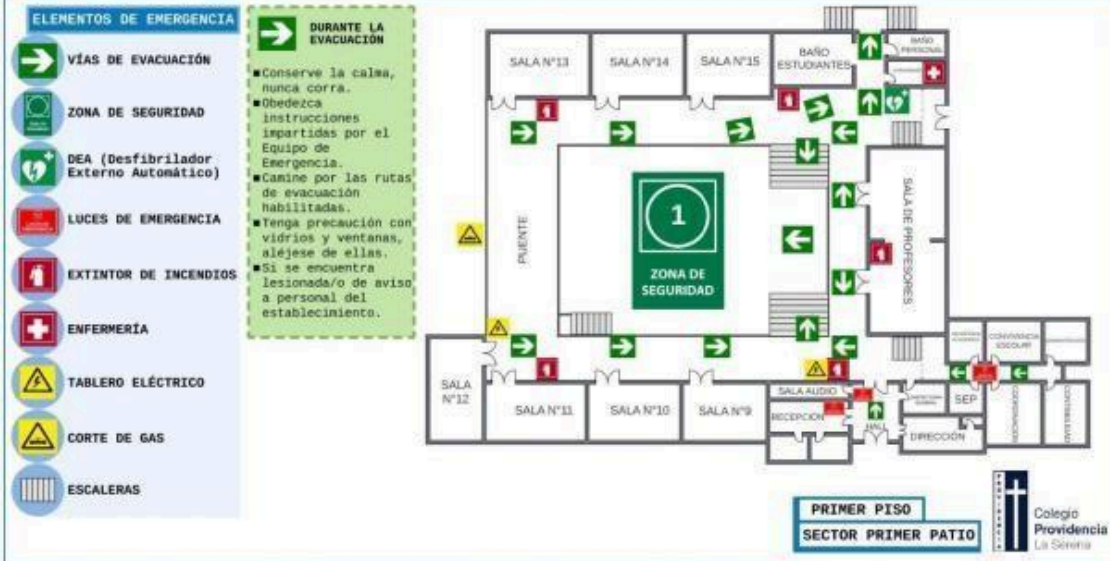 ELEMENTOS DE EMERGENCIA
VÍAS DE EVACUACIÓN
ZONA DE SEGURIDAD
DEA (Desfibrilador
Externo Automático)
LUCES DE EMERGENCIA
EXTINTOR DE INCENDIOS
ENFERMERÍA
TABLERO ELÉCTRICO
CORTE DE GAS
ESCALERAS
DURANTE LA
EVACUACIÓN
Conserve la calma,
nunca corra.
Obedezca
instrucciones
impartidas por el
Equipo de
Emergencia.
Camine por las rutas
de evacuación
habilitadas.
Tenga precaución con
vidrios y ventanas,
aléjese de ellas.
Si se encuentra
lesionada/o de aviso
a personal del
establecimiento.
SALA N°13
SALA N°14
SALA N°15
BAÑO
ESTUDIANTES
BAÑO
PERSONAL
PUENTE
1
ZONA DE
SEGURIDAD
SALA DE PROFESORES
SALA
N°12
SALA N°11
SALA N°10
SALA N°9
SALA AUDIO
RECEPCIÓN
HALL
DIRECCIÓN
SEP
CONVIVENCIA
ESCOLAR
COORDINACIÓN
CONTABILIDAD
PRIMER PISO
SECTOR PRIMER PATIO
PROVIDENCIA
Colegio
Providencia
La Serena